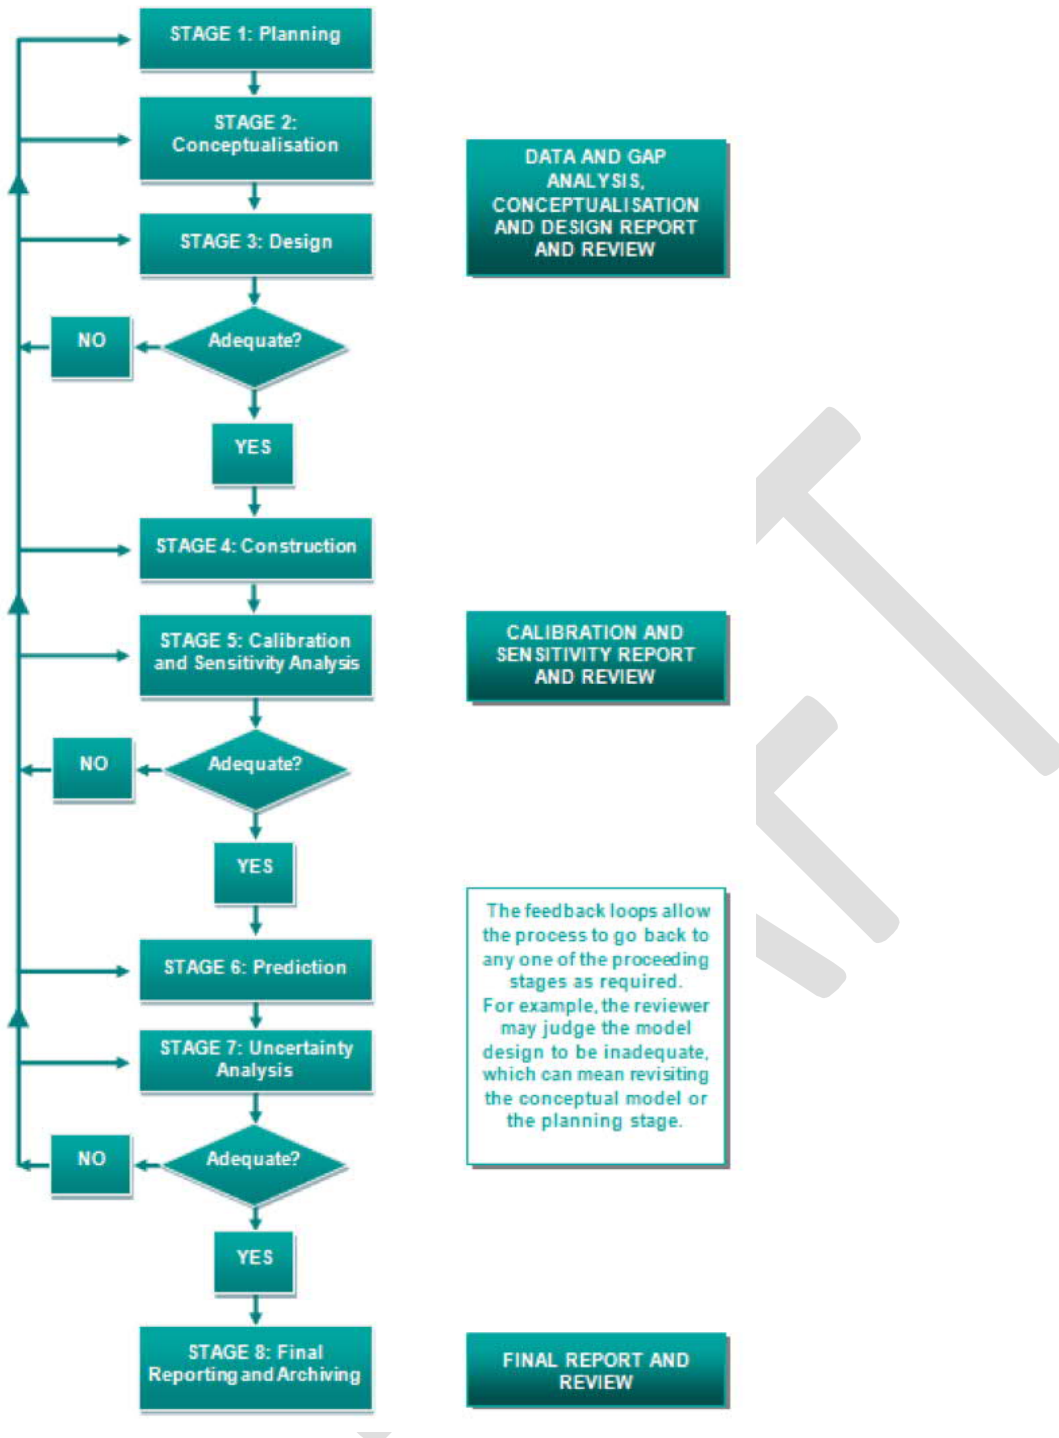 STAGE 1: Planning
STAGE 2:
Conceptualisation
DATA AND GAP
ANALYSIS,
CONCEPTUALISATION
AND DESIGN REPORT
AND REVIEW
STAGE 3: Design
NO
Adequate?
YES
STAGE 4: Construction
STAGE 5: Calibration
and Sensitivity Analysis
CALIBRATION AND
SENSITIVITY REPORT
AND REVIEW
NO
Adequate?
YES
The feedback loops allow
the process to go back to
any one of the proceeding
stages as required.
For example, the reviewer
may judge the model
design to be inadequate,
which can mean revisiting
the conceptual model or
the planning stage.
STAGE 6: Prediction
STAGE 7: Uncertainty
Analysis
NO
Adequate?
YES
STAGE 8: Final
Reporting and Archiving
FINAL REPORT AND
REVIEW